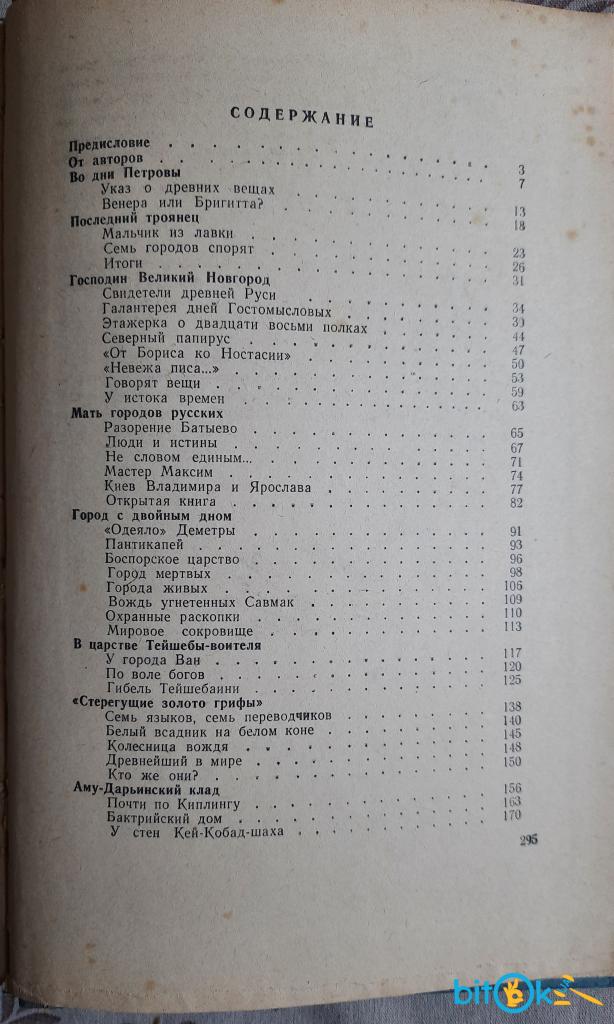 СОДЕРЖАНИЕ
Предисловие . . . . . . . . . . 3
От авторов . . . . . . . . . . 7
Во дни Петровы
Указ о древних вещах . . . . . . . . 13
Венера или Бригитта? . . . . . . . . 18
Последний троянец
Мальчик из лавки . . . . . . . . 23
Семь городов спорят . . . . . . . . 26
Итоги . . . . . . . . . . 31
Господин Великий Новгород
Свидетели древней Руси . . . . . . . . 34
Галантерея дней Гостомысловых . . . . . . 39
Этажерка о двадцати восьми полках . . . . . 44
Северный папирус . . . . . . . . 47
«От Бориса ко Ностасии» . . . . . . . 50
«Невежа писа...» . . . . . . . . 53
Говорят вещи . . . . . . . . . 59
У истока времен . . . . . . . . 63
Мать городов русских
Разорение Батыево . . . . . . . . 65
Люди и истины . . . . . . . . . 67
Не словом единым... . . . . . . . . 71
Мастер Максим . . . . . . . . . 74
Киев Владимира и Ярослава . . . . . . . 77
Открытая книга . . . . . . . . . 82
Город с двойным дном
«Одеяло» Деметры . . . . . . . . 91
Пантикапей . . . . . . . . . . 93
Боспорское царство . . . . . . . . 96
Город мертвых . . . . . . . . . 98
Города живых . . . . . . . . . 106
Вождь угнетенных Савмак . . . . . . . 109
Охранные раскопки . . . . . . . . 110
Мировое сокровище . . . . . . . . 113
В царстве Тейшебы-воителя
У города Ван . . . . . . . . . 117
По воле богов . . . . . . . . . 120
Гибель Тейшебаини . . . . . . . . 125
«Стерегущие золото грифы»
Семь языков, семь переводчиков . . . . . . 138
Белый всадник на белом коне . . . . . . 140
Колесница вождя . . . . . . . . . 145
Древнейший в мире . . . . . . . . 148
Кто же они? . . . . . . . . . 150
Аму-Дарьинский клад
Почти по Киплингу . . . . . . . . 156
Бактрийский дом . . . . . . . . . 163
У стен Кей-Кобад-шаха . . . . . . . 170
295
bitOk